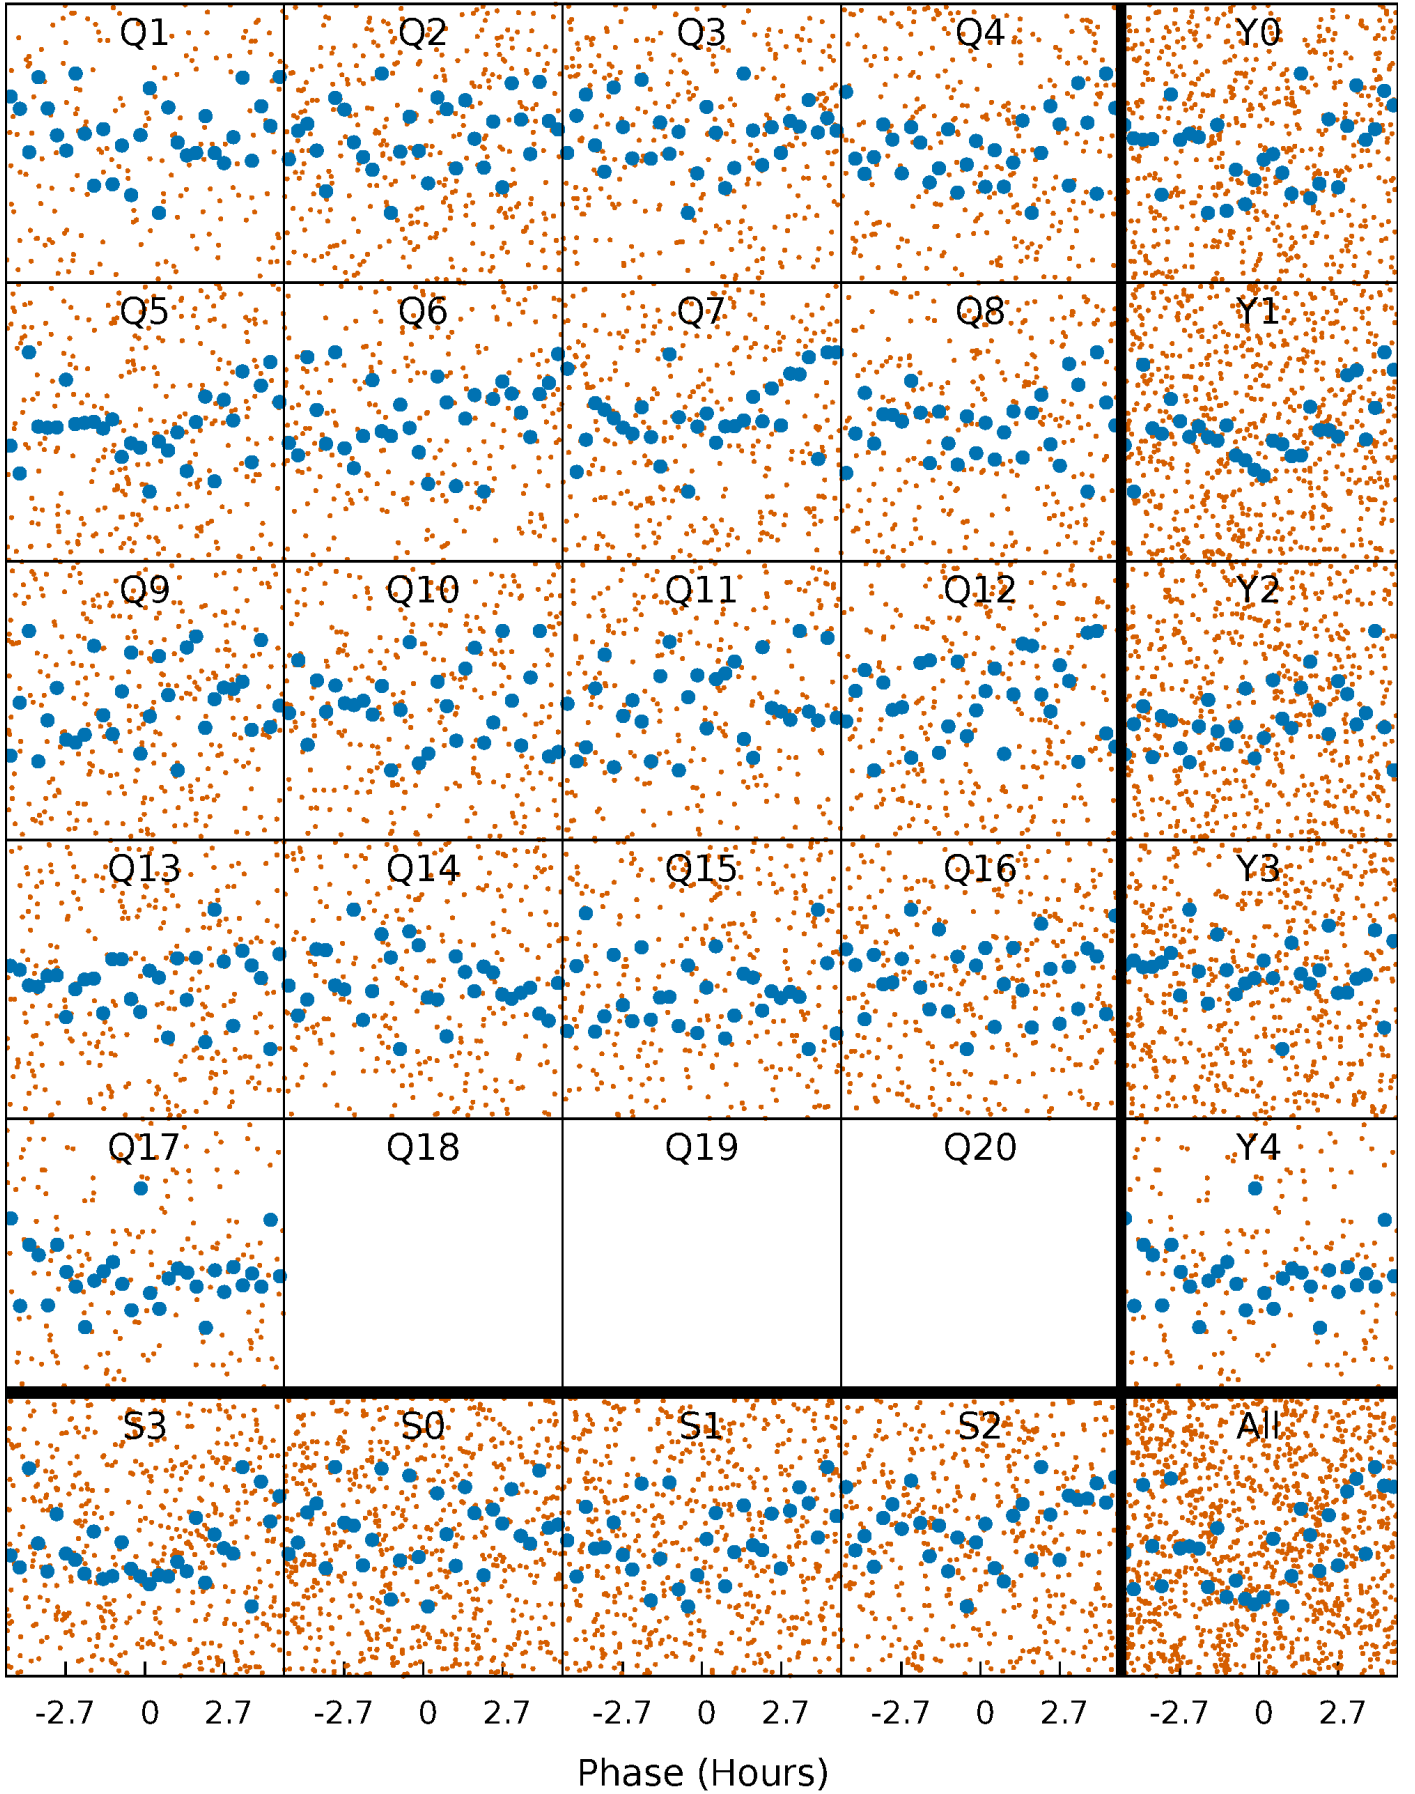 Q1 Q2 Q3 Q4 Y0
Q5 Q6 Q7 Q8 Y1
Q9 Q10 Q11 Q12 Y2
Q13 Q14 Q15 Q16 Y3
Q17 Q18 Q19 Q20 Y4
S3 S0 S1 S2 All
-2.7 0 2.7 -2.7 0 2.7 -2.7 0 2.7 -2.7 0 2.7 -2.7 0 2.7
Phase (Hours)